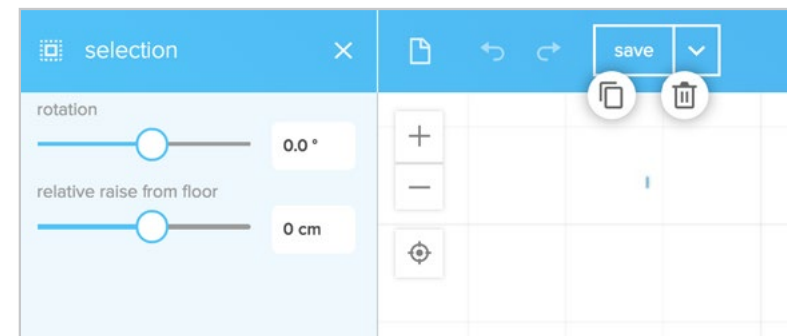 selection
save
rotation
0.0 °
relative raise from floor
0 cm